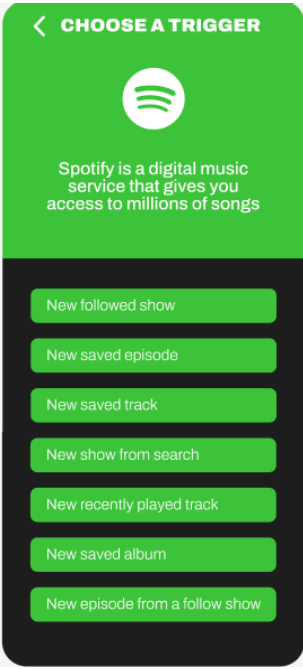 CHOOSE A TRIGGER
Spotify is a digital music
service that gives you
access to millions of songs
New followed show
New saved episode
New saved track
New show from search
New recently played track
New saved album
New episode from a follow show